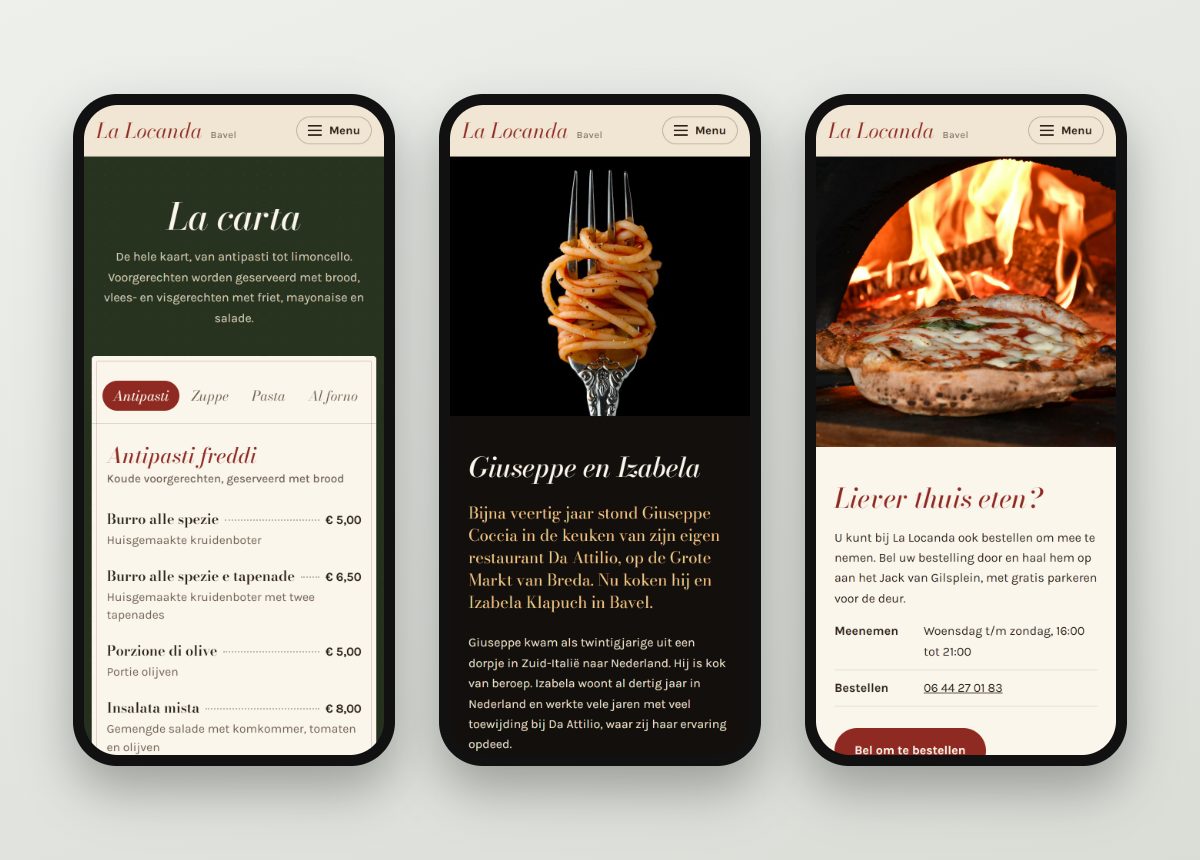 La Locanda Bavel
Menu
La carta
De hele kaart, van antipasti tot limoncello.
Voorgerechten worden geserveerd met brood,
vlees- en visgerechten met friet, mayonaise en
salade.
Antipasti Zuppe Pasta Al forno
Antipasti freddi
Koude voorgerechten, geserveerd met brood
Burro alle spezie € 5,00
Huisgemaakte kruidenboter
Burro alle spezie e tapenade € 6,50
Huisgemaakte kruidenboter met twee
tapenades
Porzione di olive € 5,00
Portie olijven
Insalata mista € 8,00
Gemengde salade met komkommer, tomaten
en olijven
La Locanda Bavel
Menu
Giuseppe en Izabela
Bijna veertig jaar stond Giuseppe
Coccia in de keuken van zijn eigen
restaurant Da Attilio, op de Grote
Markt van Breda. Nu koken hij en
Izabela Klapuch in Bavel.
Giuseppe kwam als twintigjarige uit een
dorpje in Zuid-Italië naar Nederland. Hij is kok
van beroep. Izabela woont al dertig jaar in
Nederland en werkte vele jaren met veel
toewijding bij Da Attilio, waar zij haar ervaring
opdeed.
La Locanda Bavel
Menu
Liever thuis eten?
U kunt bij La Locanda ook bestellen om mee te
nemen. Bel uw bestelling door en haal hem op
aan het Jack van Gilsplein, met gratis parkeren
voor de deur.
Meenemen Woensdag t/m zondag, 16:00
tot 21:00
Bestellen 06 44 27 01 83
Bel om te bestellen